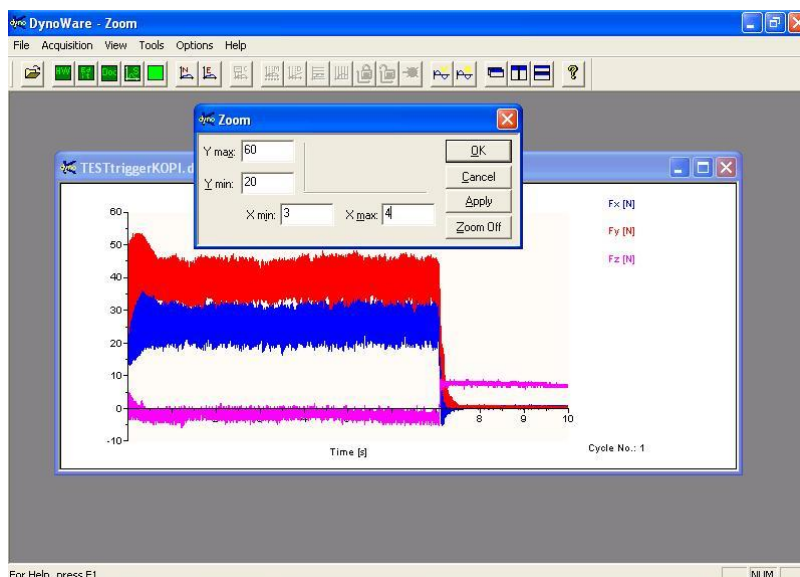 DynoWare - Zoom
File Acquisition View Tools Options Help
Zoom
Y max: 60
Y min: 20
X min: 3 X max: 4
OK
Cancel
Apply
Zoom Off
TESTtriggerKOPI.d
Fx [N]
Fy [N]
Fz [N]
60
50
40
30
20
10
0
-10
8 9 10
Time [s]
Cycle No.: 1
For Help, press F1
NUM